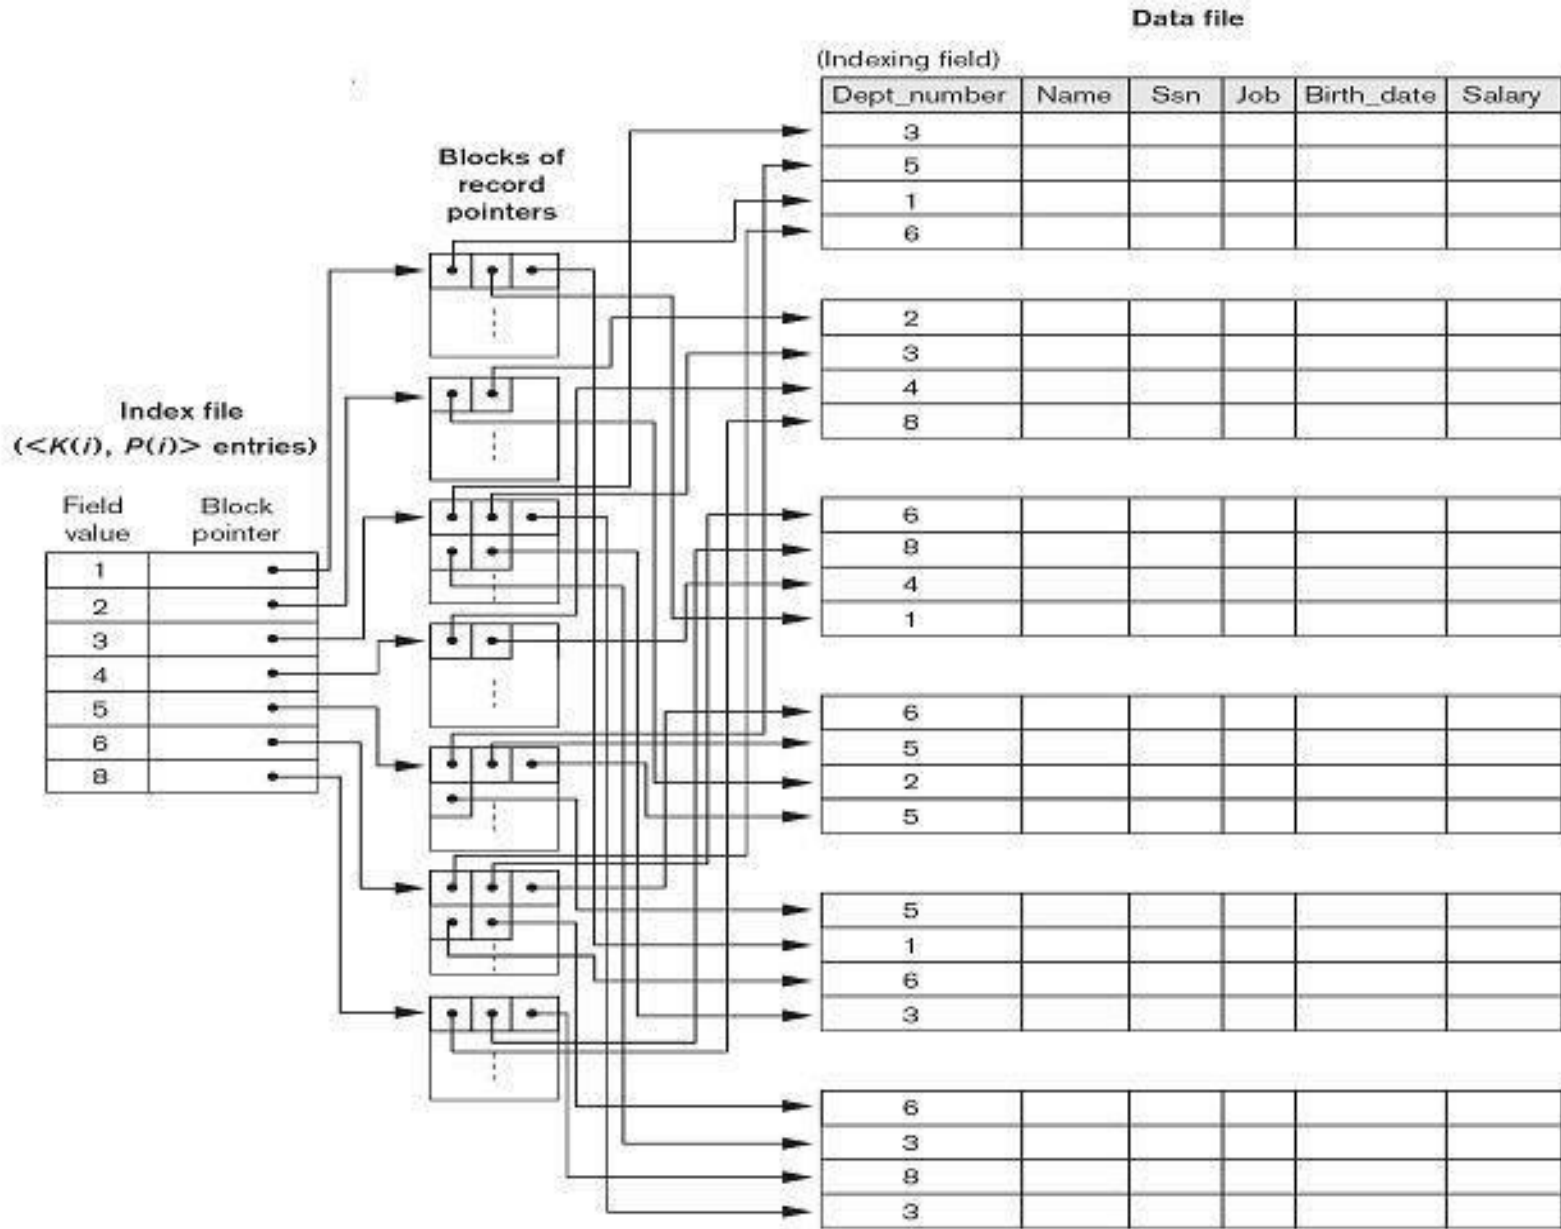 Data file
(Indexing field)
Dept_number Name Ssn Job Birth_date Salary
3
5
1
6
2
3
4
8
6
8
4
1
6
5
2
5
5
1
6
3
6
3
8
3
Blocks of
record
pointers
Index file
(<K(i), P(i)> entries)
Field
value
Block
pointer
1
2
3
4
5
6
8